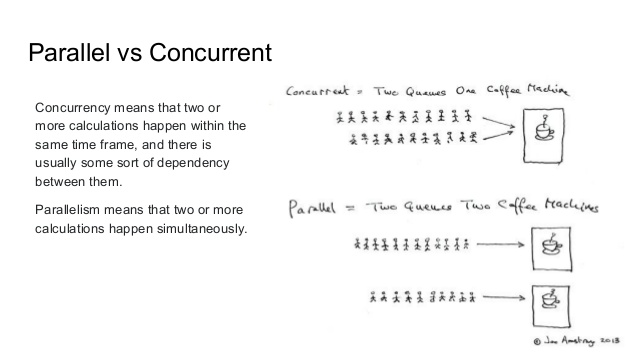 Parallel vs Concurrent
Concurrency means that two or
more calculations happen within the
same time frame, and there is
usually some sort of dependency
between them.
Parallelism means that two or more
calculations happen simultaneously.
Concurrent = Two Queues One Coffee Machine
Parallel = Two Queues Two Coffee Machines
© Joe Armstrong 2013